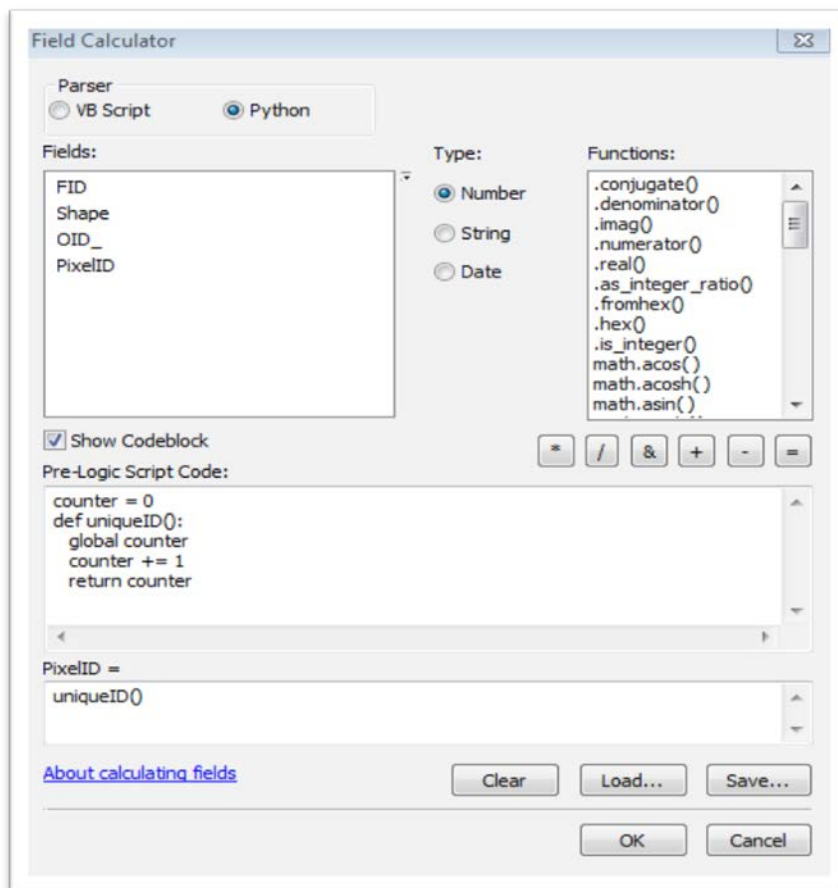 Field Calculator
Parser
VB Script Python
Fields: Type: Functions:
FID
Shape
OID_
PixelID
Number
String
Date
.conjugate()
.denominator()
.imag()
.numerator()
.real()
.as_integer_ratio()
.fromhex()
.hex()
.is_integer()
math.acos( )
math.acosh( )
math.asin( )
Show Codeblock * / & + - =
Pre-Logic Script Code:
counter = 0
def uniqueID():
   global counter
   counter += 1
   return counter
PixelID =
uniqueID()
About calculating fields Clear Load... Save...
OK Cancel